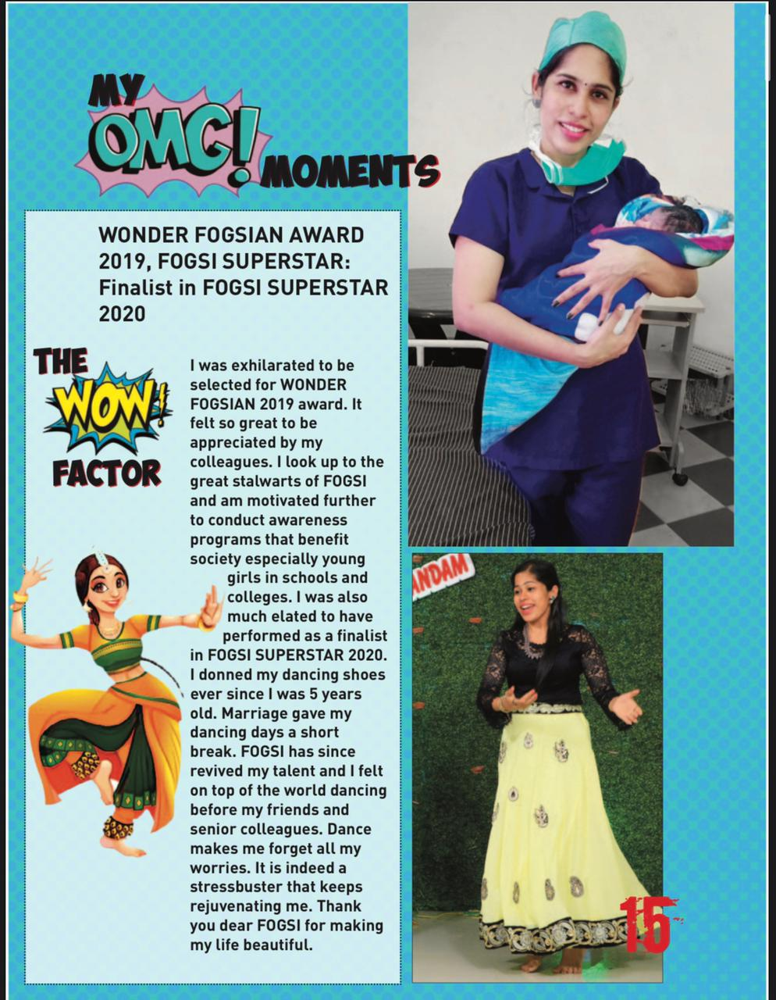 MY
OMG!
MOMENTS
WONDER FOGSIAN AWARD
2019, FOGSI SUPERSTAR:
Finalist in FOGSI SUPERSTAR
2020
THE
WOW!
FACTOR
I was exhilarated to be
selected for WONDER
FOGSIAN 2019 award. It
felt so great to be
appreciated by my
colleagues. I look up to the
great stalwarts of FOGSI
and am motivated further
to conduct awareness
programs that benefit
society especially young
girls in schools and
colleges. I was also
much elated to have
performed as a finalist
in FOGSI SUPERSTAR 2020.
I donned my dancing shoes
ever since I was 5 years
old. Marriage gave my
dancing days a short
break. FOGSI has since
revived my talent and I felt
on top of the world dancing
before my friends and
senior colleagues. Dance
makes me forget all my
worries. It is indeed a
stressbuster that keeps
rejuvenating me. Thank
you dear FOGSI for making
my life beautiful.
ANDAM
15